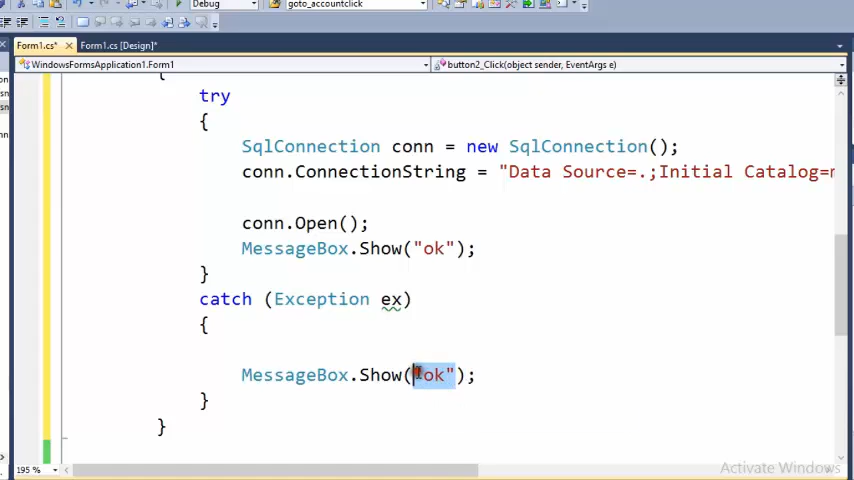 Debug
goto_accountclick
Form1.cs*
Form1.cs [Design]*
WindowsFormsApplication1.Form1
button2_Click(object sender, EventArgs e)
{
try
{
SqlConnection conn = new SqlConnection();
conn.ConnectionString = "Data Source=.;Initial Catalog=
conn.Open();
MessageBox.Show("ok");
}
catch (Exception ex)
{
MessageBox.Show("ok");
}
}
195 %
Activate Windows